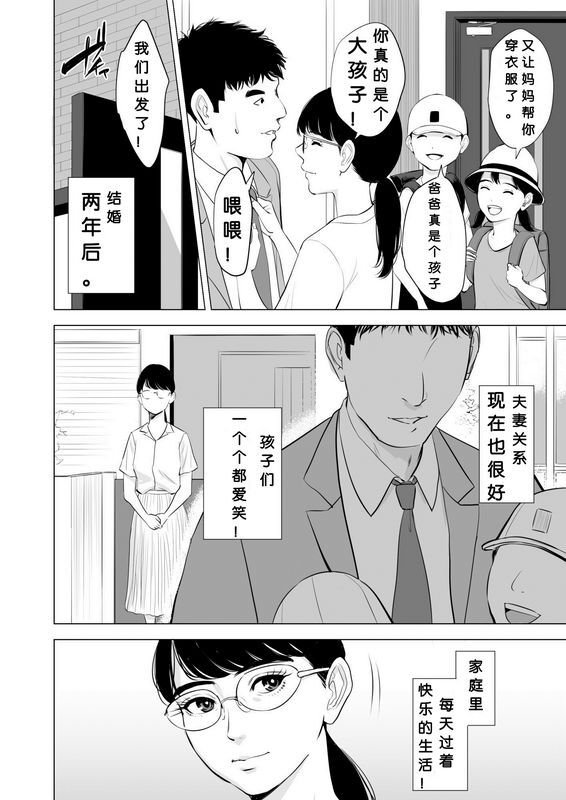 又让妈妈帮你
穿衣服了。
爸爸真是个孩子
你真的是个
大孩子！
喂喂！
我们出发了！
结婚
两年后。
夫妻关系
现在也很好
孩子们
一个个都爱笑！
家庭里
每天过着
快乐的生活！